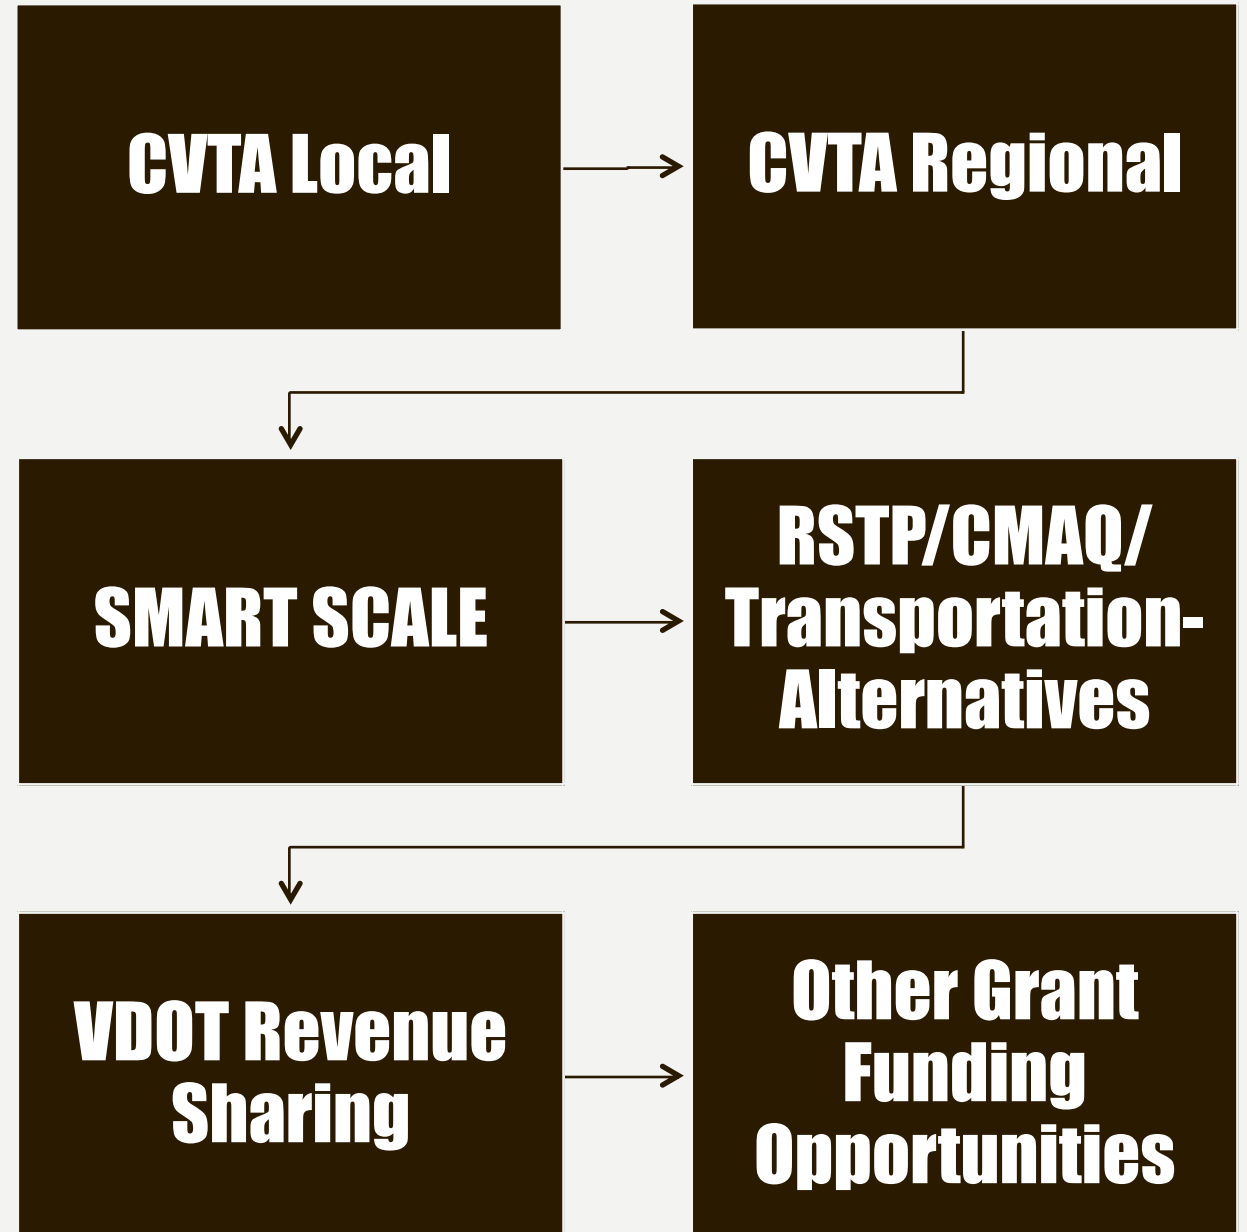 CVTA Local
CVTA Regional
SMART SCALE
RSTP/CMAQ/
Transportation-
Alternatives
VDOT Revenue
Sharing
Other Grant
Funding
Opportunities